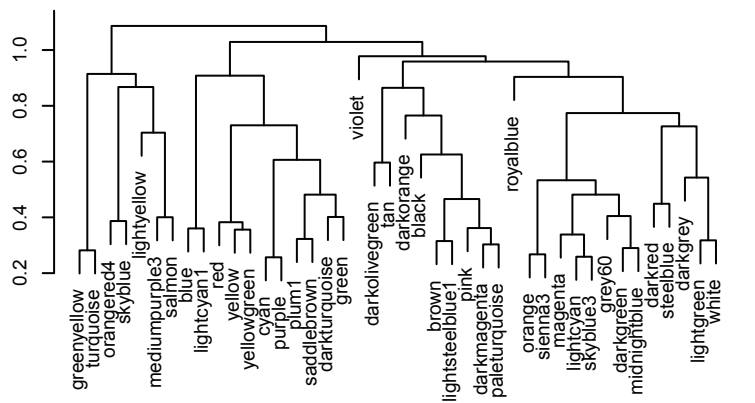 1.0
0.8
0.6
0.4
0.2
greenyellow
turquoise
orangered4
skyblue
lightyellow
mediumpurple3
salmon
blue
lightcyan1
red
yellow
yellowgreen
cyan
purple
plum1
saddlebrown
darkturquoise
green
violet
darkolivegreen
tan
darkorange
black
brown
lightsteelblue1
pink
darkmagenta
paleturquoise
royalblue
orange
sienna3
magenta
lightcyan
skyblue3
grey60
darkgreen
midnightblue
darkred
steelblue
darkgrey
lightgreen
white